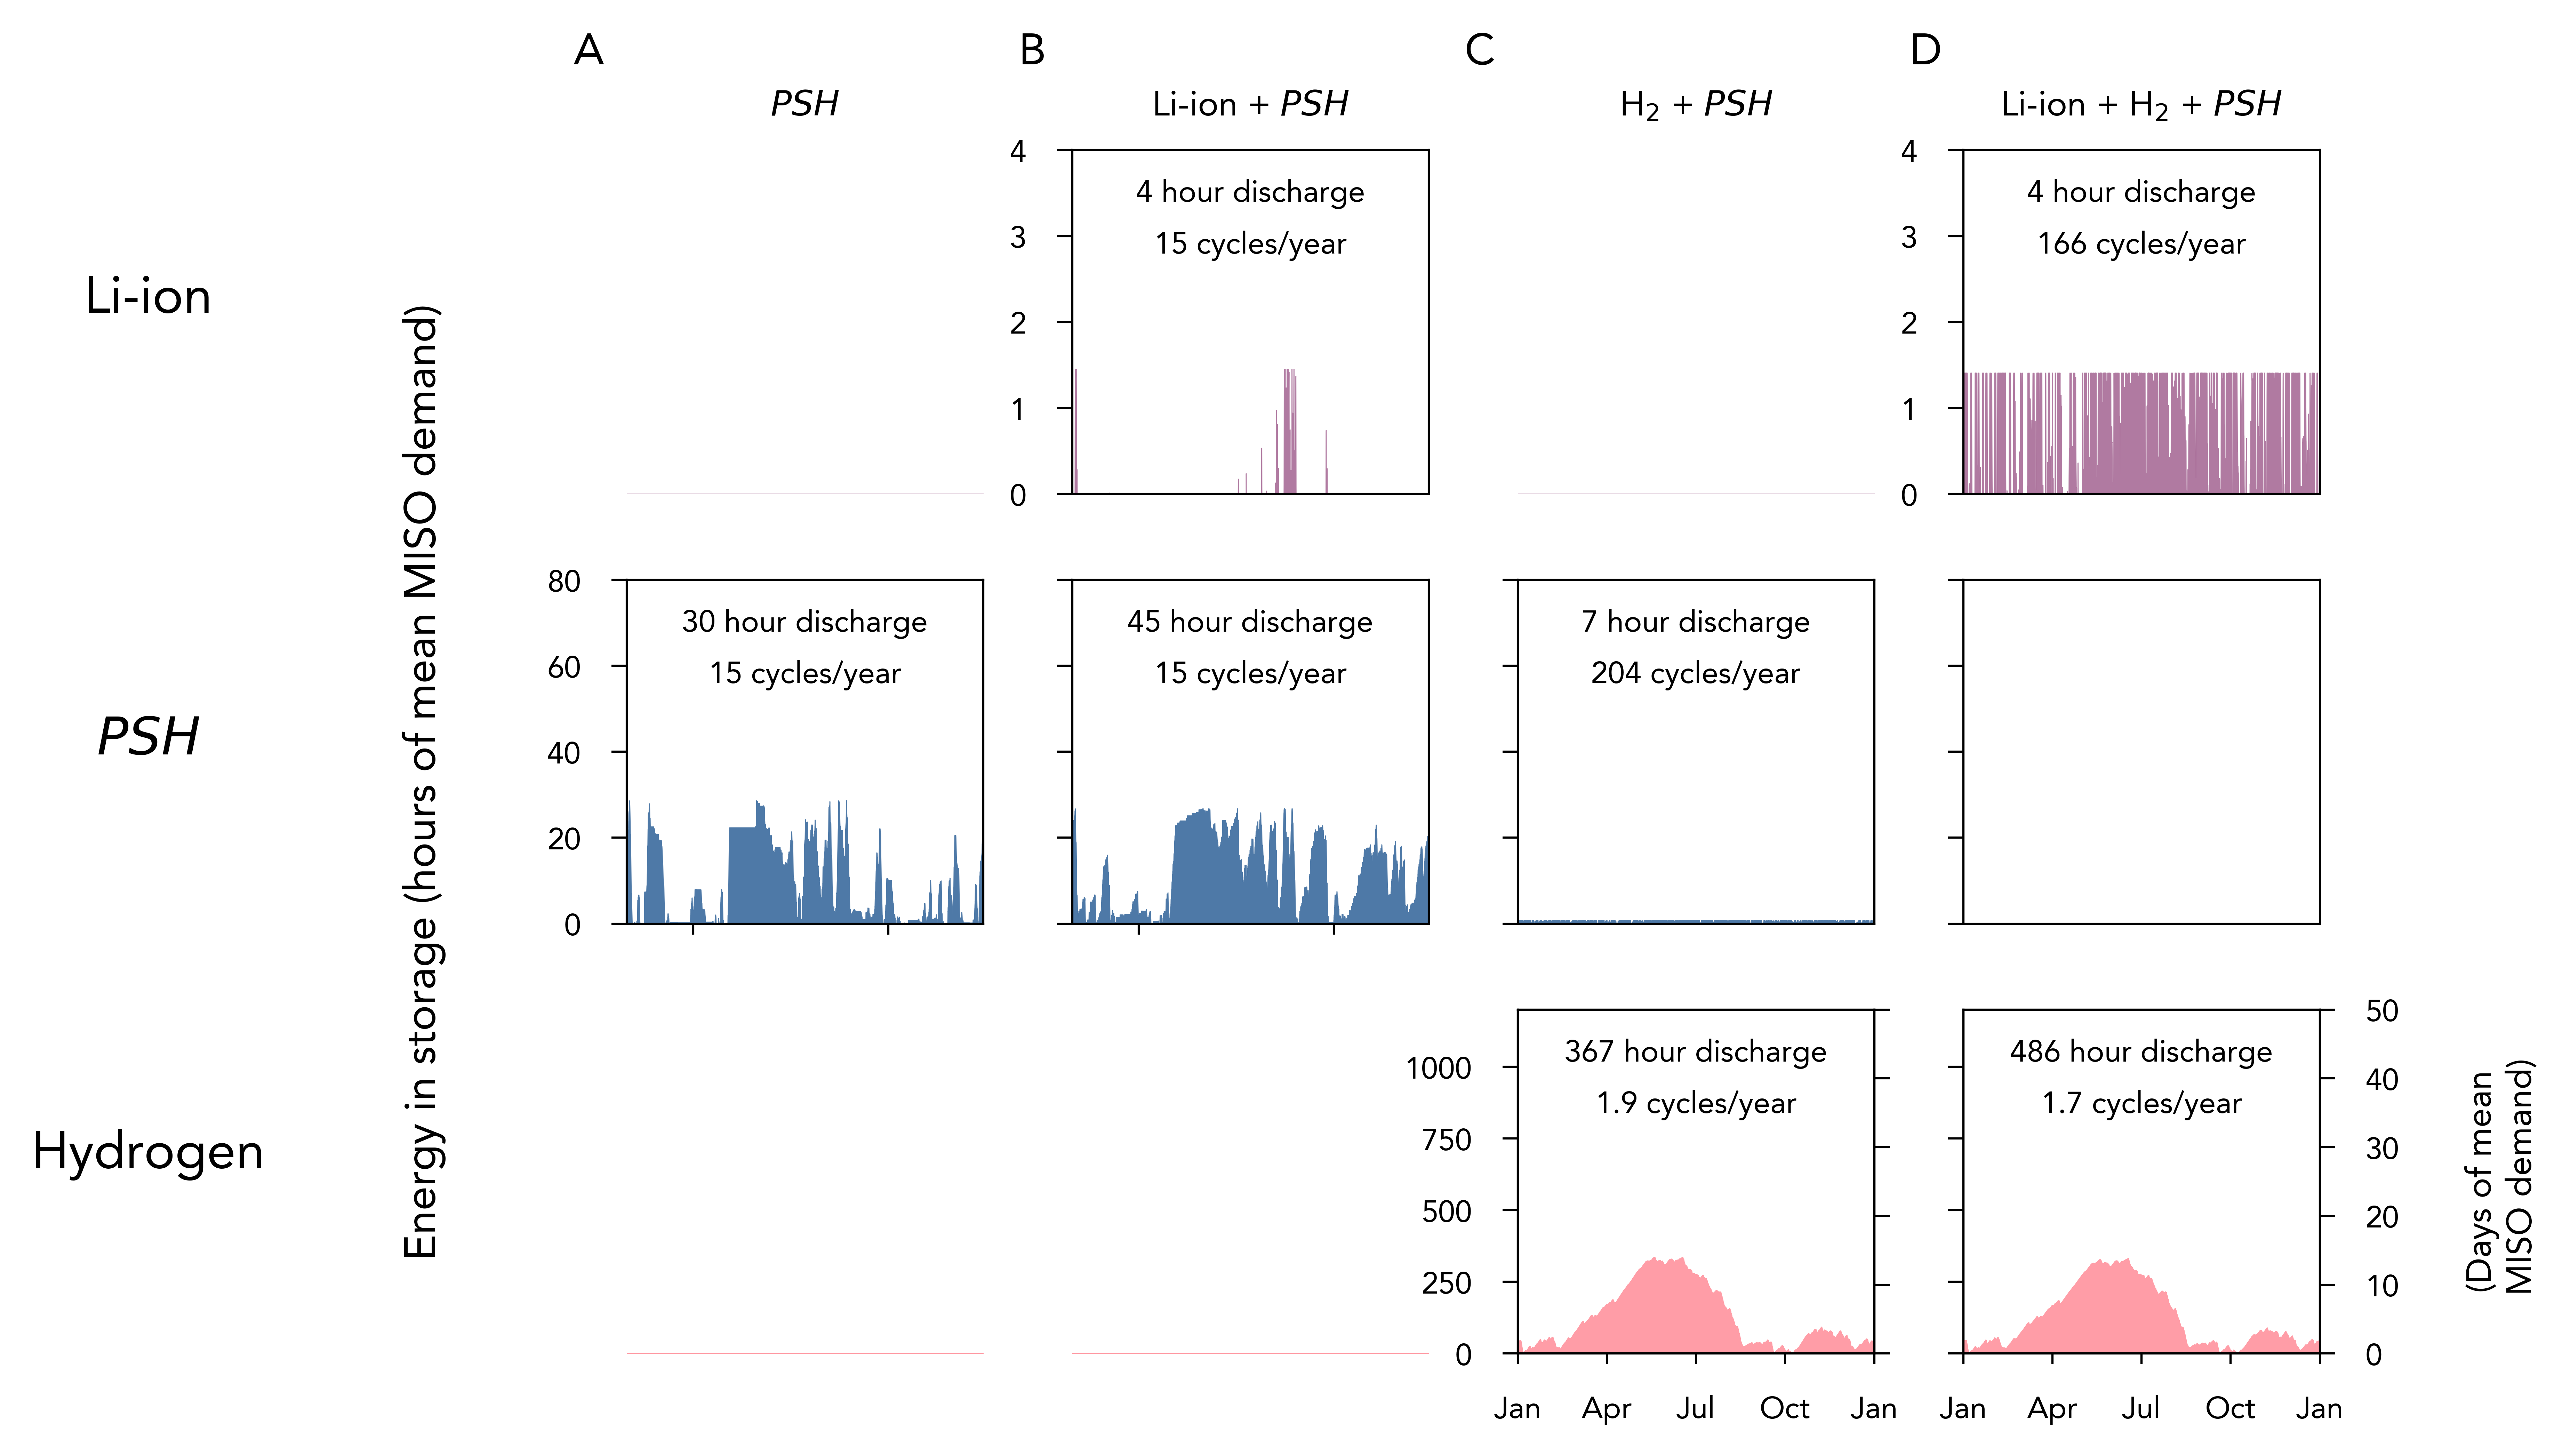 A
B
C
D
PSH
Li-ion + PSH
H₂ + PSH
Li-ion + H₂ + PSH
Li-ion
Energy in storage (hours of mean MISO demand)
4
3
2
1
0
4 hour discharge
15 cycles/year
4
3
2
1
0
4 hour discharge
166 cycles/year
PSH
80
60
40
20
0
30 hour discharge
15 cycles/year
45 hour discharge
15 cycles/year
7 hour discharge
204 cycles/year
Hydrogen
1000
750
500
250
0
367 hour discharge
1.9 cycles/year
486 hour discharge
1.7 cycles/year
50
40
30
20
10
0
(Days of mean
MISO demand)
Jan Apr Jul Oct Jan
Jan Apr Jul Oct Jan